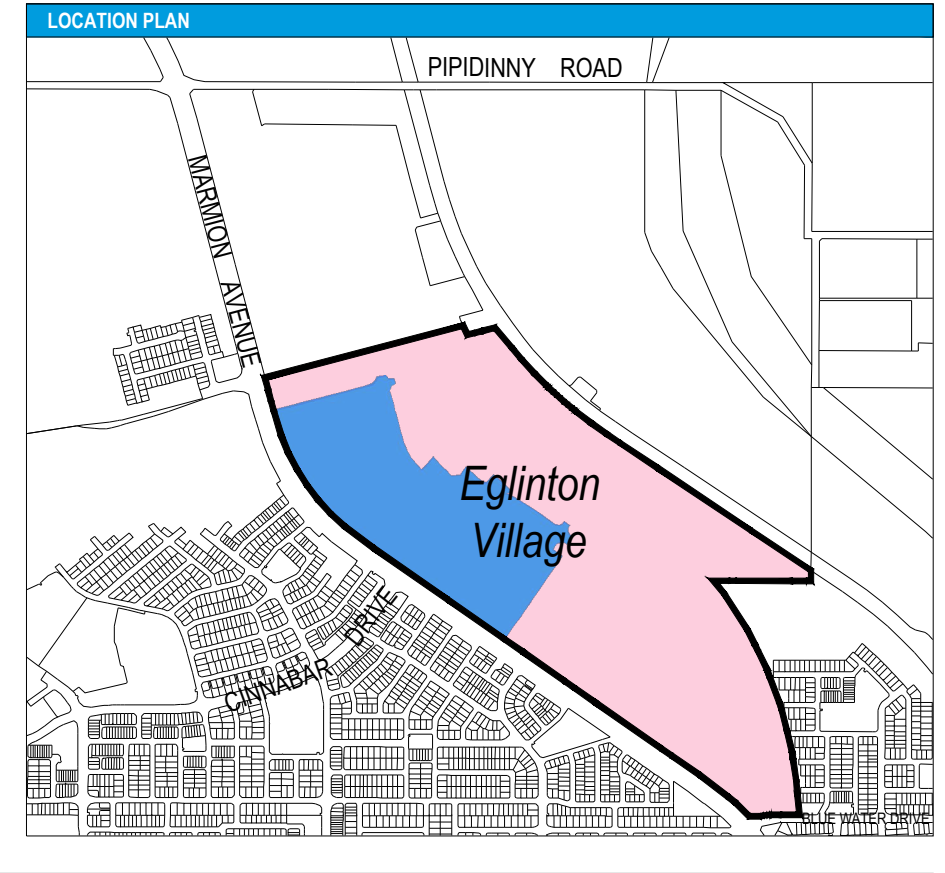 LOCATION PLAN
PIPIDINNY ROAD
MARMION AVENUE
Eglinton
Village
CINNABAR DRIVE
BLUE WATER DRIVE